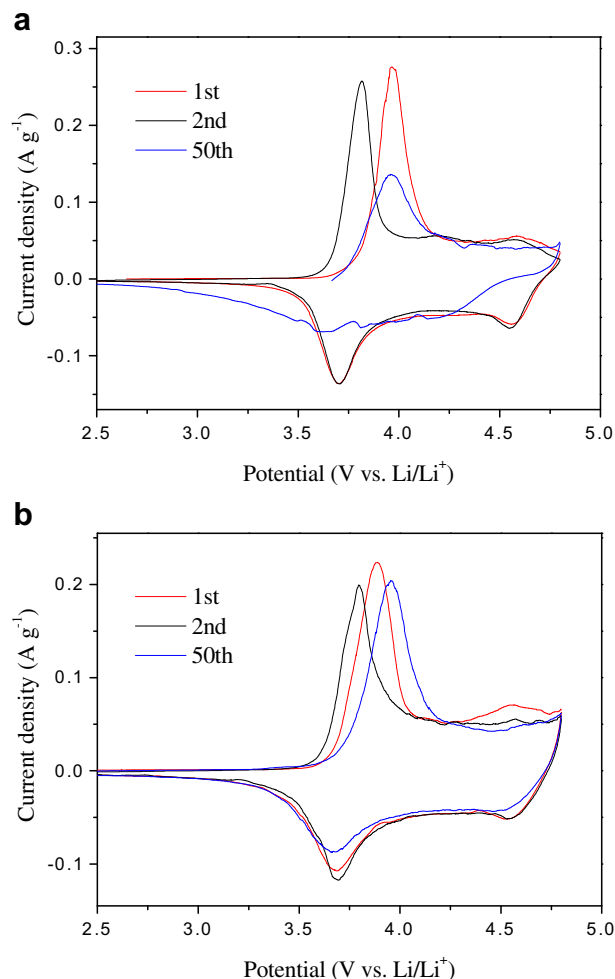 a
0.3
0.2
0.1
0.0
-0.1
Current density (A g⁻¹)
1st
2nd
50th
2.5 3.0 3.5 4.0 4.5 5.0
Potential (V vs. Li/Li⁺)
b
0.2
0.1
0.0
-0.1
Current density (A g⁻¹)
1st
2nd
50th
2.5 3.0 3.5 4.0 4.5 5.0
Potential (V vs. Li/Li⁺)